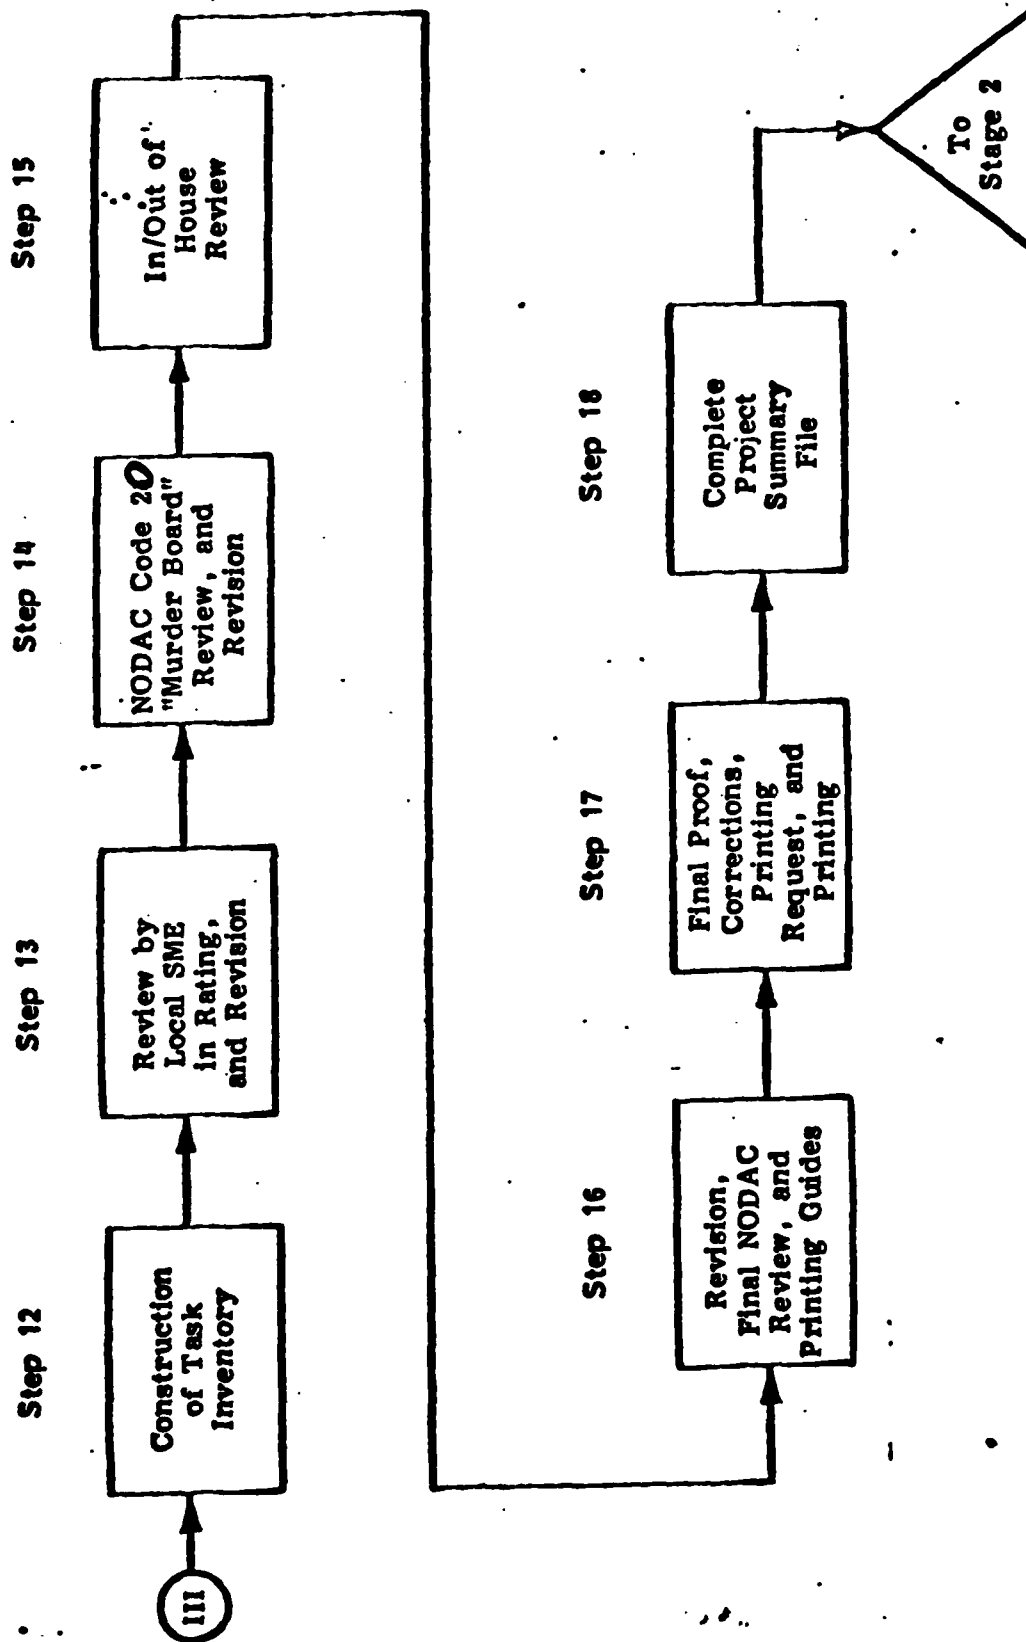 Step 12
Step 13
Step 14
Step 15
III
Construction
of Task
Inventory
Review by
Local SME
in Rating,
and Revision
NODAC Code 20
"Murder Board"
Review, and
Revision
In/Out of
House
Review
Step 16
Step 17
Step 18
Revision,
Final NODAC
Review, and
Printing Guides
Final Proof,
Corrections,
Printing
Request, and
Printing
Complete
Project
Summary
File
To
Stage 2